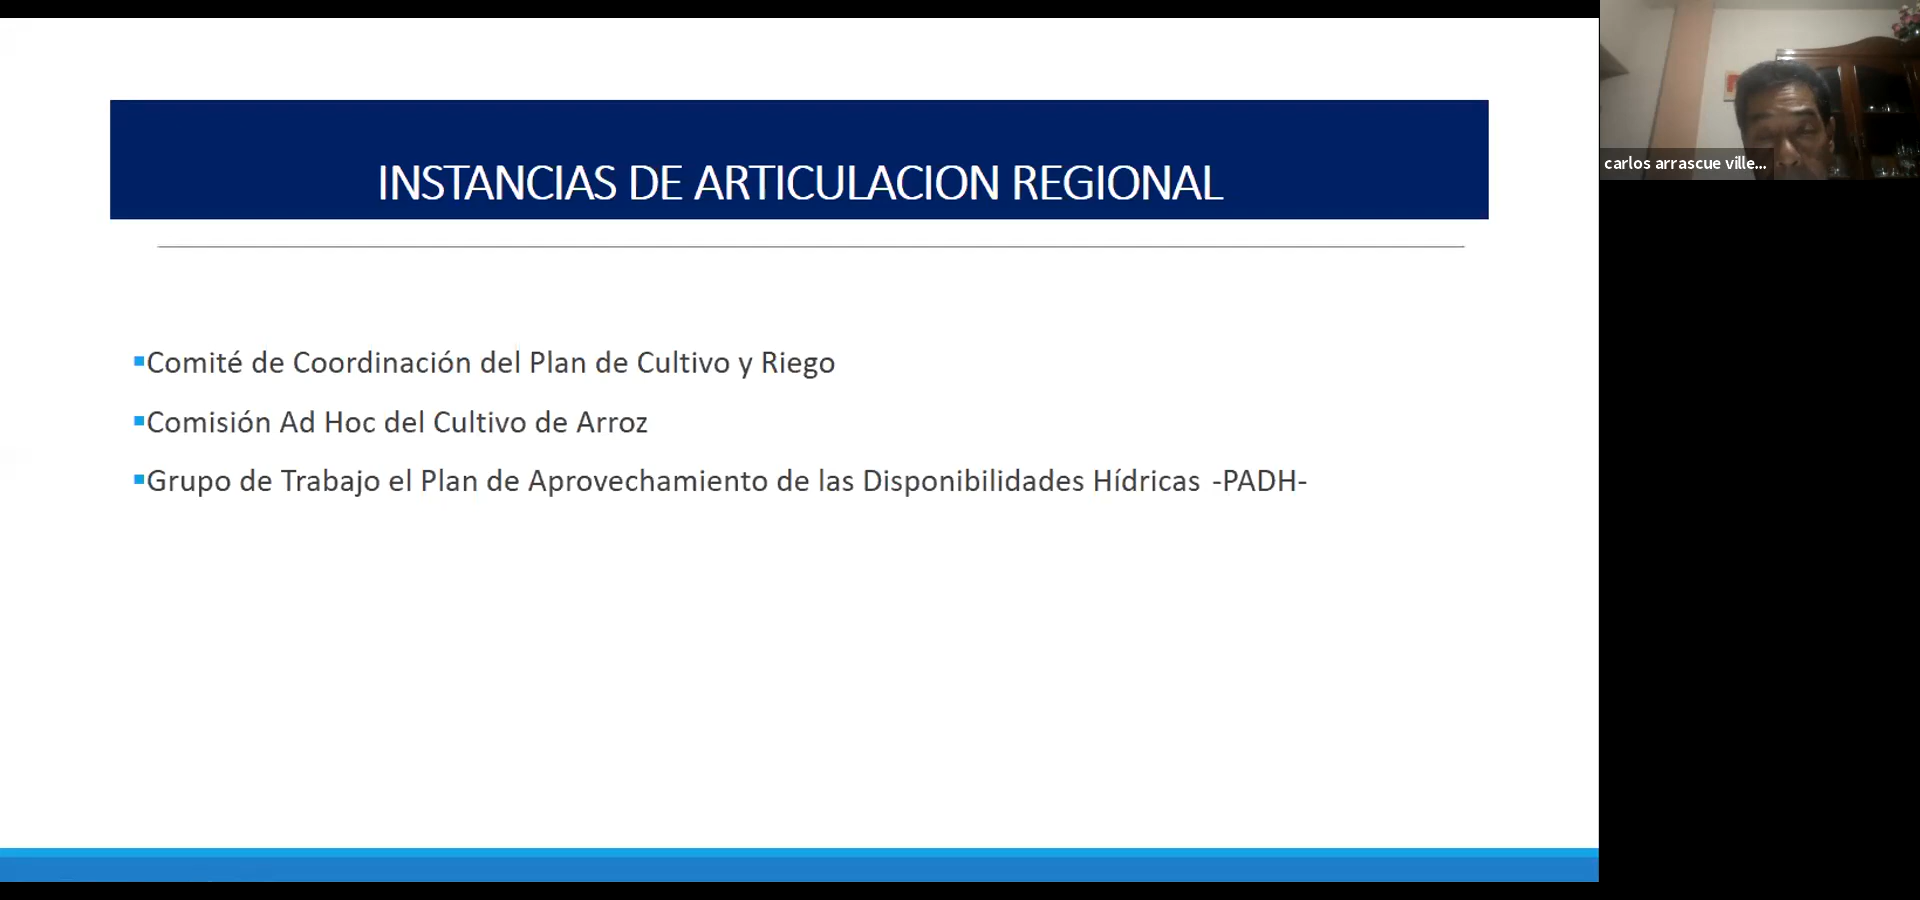 INSTANCIAS DE ARTICULACION REGIONAL
▪Comité de Coordinación del Plan de Cultivo y Riego
▪Comisión Ad Hoc del Cultivo de Arroz
▪Grupo de Trabajo el Plan de Aprovechamiento de las Disponibilidades Hídricas -PADH-
carlos arrascue ville...